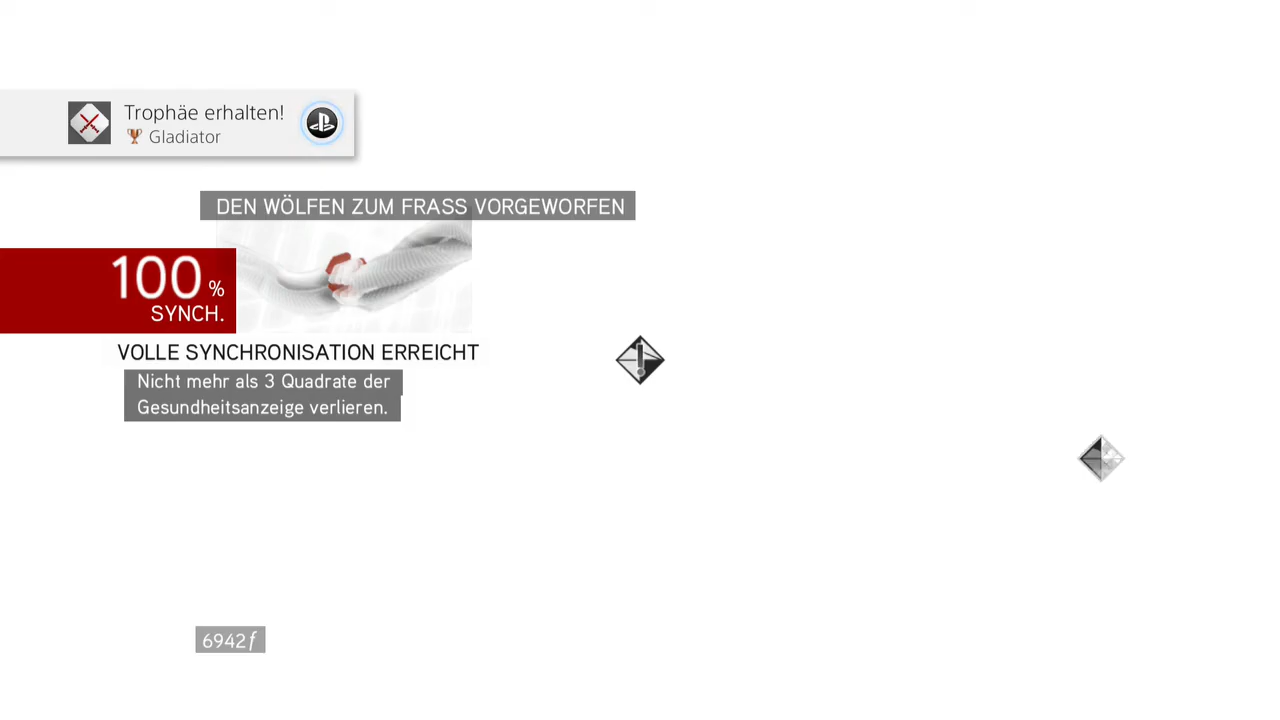 Trophäe erhalten!
Gladiator
DEN WÖLFEN ZUM FRASS VORGEWORFEN
100 %
SYNCH.
VOLLE SYNCHRONISATION ERREICHT
Nicht mehr als 3 Quadrate der
Gesundheitsanzeige verlieren.
6942ƒ